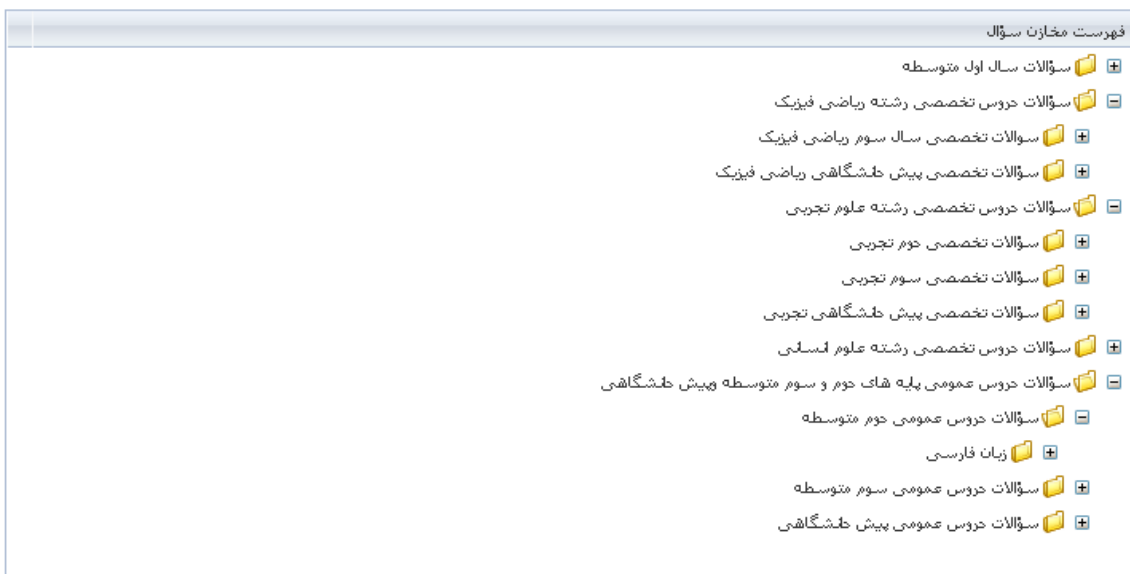 فهرست مخازن سؤال
سؤالات سال اول متوسطه
سؤالات دروس تخصصی رشته ریاضی فیزیک
سوالات تخصصی سال سوم ریاضی فیزیک
سؤالات تخصصی پیش دانشگاهی ریاضی فیزیک
سؤالات دروس تخصصی رشته علوم تجربی
سؤالات تخصصی دوم تجربی
سؤالات تخصصی سوم تجربی
سؤالات تخصصی پیش دانشگاهی تجربی
سؤالات دروس تخصصی رشته علوم انسانی
سؤالات دروس عمومی پایه های دوم و سوم متوسطه وپیش دانشگاهی
سؤالات دروس عمومی دوم متوسطه
زبان فارسی
سؤالات دروس عمومی سوم متوسطه
سؤالات دروس عمومی پیش دانشگاهی